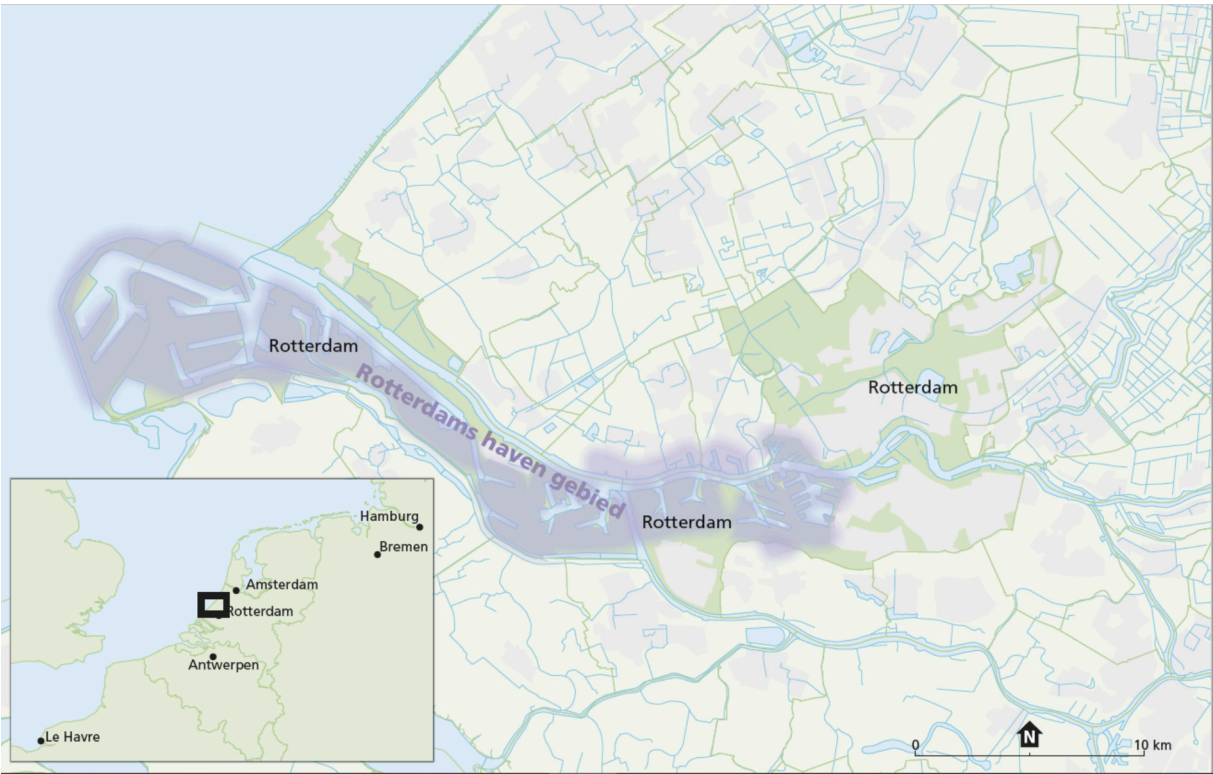 Rotterdam
Rotterdams haven gebied
Rotterdam
Rotterdam
Hamburg
Bremen
Amsterdam
Rotterdam
Antwerpen
Le Havre
N
0 10 km